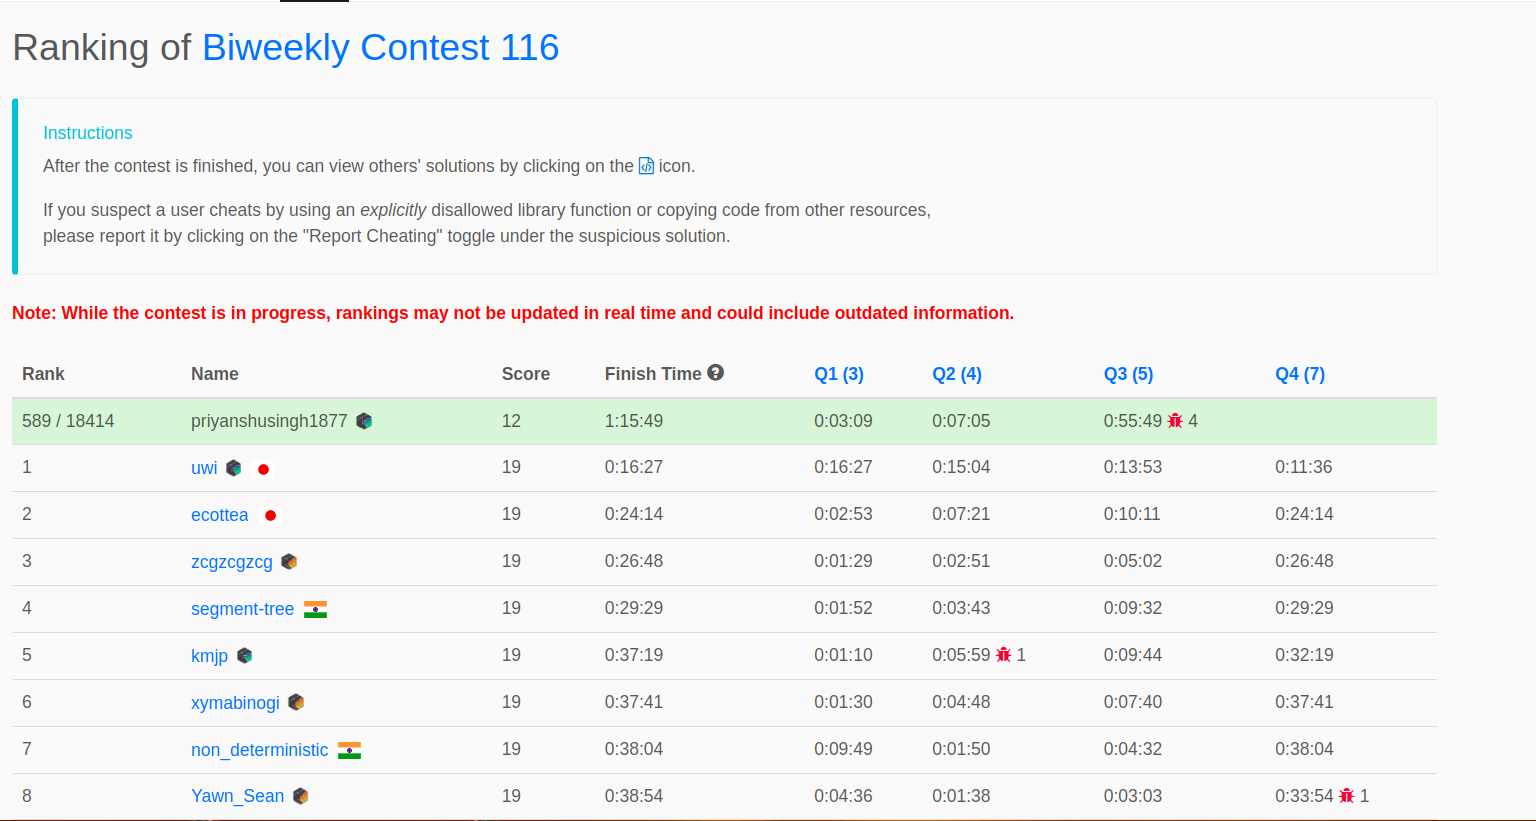 Ranking of Biweekly Contest 116
Instructions
After the contest is finished, you can view others' solutions by clicking on the icon.
If you suspect a user cheats by using an explicitly disallowed library function or copying code from other resources,
please report it by clicking on the "Report Cheating" toggle under the suspicious solution.
Note: While the contest is in progress, rankings may not be updated in real time and could include outdated information.
Rank Name Score Finish Time Q1 (3) Q2 (4) Q3 (5) Q4 (7)
589 / 18414 priyanshusingh1877 12 1:15:49 0:03:09 0:07:05 0:55:49 4
1 uwi 19 0:16:27 0:16:27 0:15:04 0:13:53 0:11:36
2 ecottea 19 0:24:14 0:02:53 0:07:21 0:10:11 0:24:14
3 zcgzcgzcg 19 0:26:48 0:01:29 0:02:51 0:05:02 0:26:48
4 segment-tree 19 0:29:29 0:01:52 0:03:43 0:09:32 0:29:29
5 kmjp 19 0:37:19 0:01:10 0:05:59 1 0:09:44 0:32:19
6 xymabinogi 19 0:37:41 0:01:30 0:04:48 0:07:40 0:37:41
7 non_deterministic 19 0:38:04 0:09:49 0:01:50 0:04:32 0:38:04
8 Yawn_Sean 19 0:38:54 0:04:36 0:01:38 0:03:03 0:33:54 1